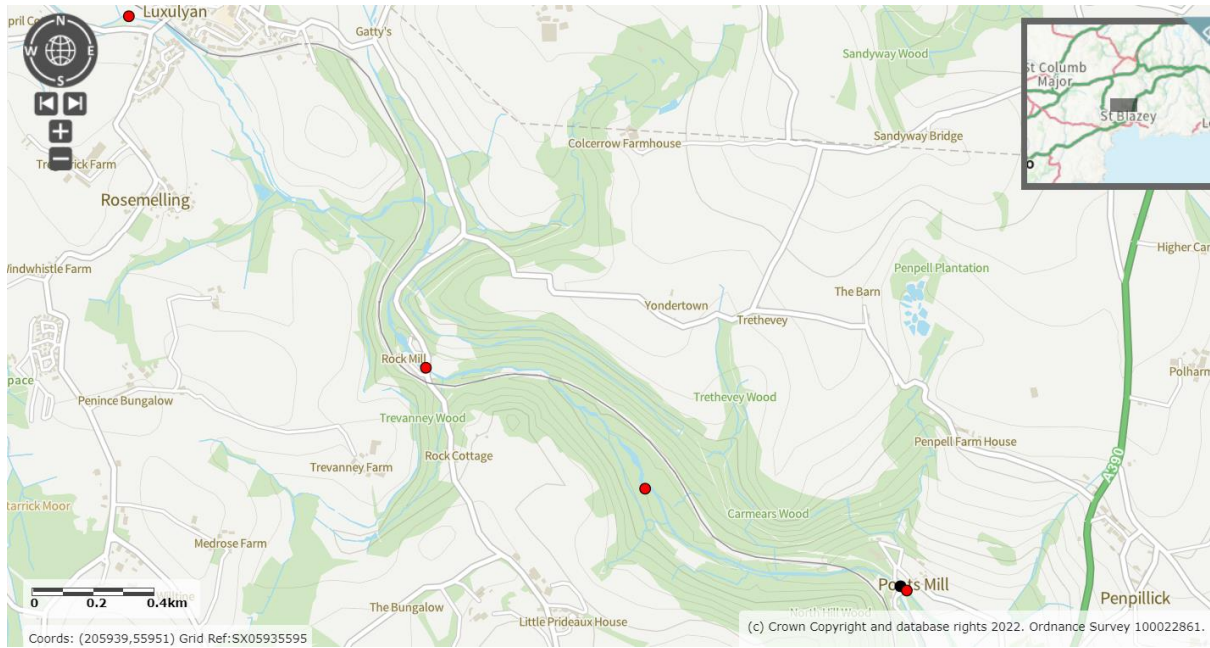 Luxulyan
Gatty's
Sandyway Wood
N
W
E
S
St Columb
Major
St Blazey
Sandyway Bridge
Colcerrow Farmhouse
Rosemelling
Higher Car
Windwhistle Farm
Penpell Plantation
The Barn
Yondertown
Trethevey
Rock Mill
Polharm
Penince Bungalow
Trethevey Wood
Trevanney Wood
Penpell Farm House
Rock Cottage
Trevanney Farm
A390
Carmears Wood
Medrose Farm
Ponts Mill
0 0.2 0.4km
The Bungalow
North Hill Wood
Penpillick
Little Prideaux House
Coords: (205939,55951) Grid Ref:SX05935595
(c) Crown Copyright and database rights 2022. Ordnance Survey 100022861.